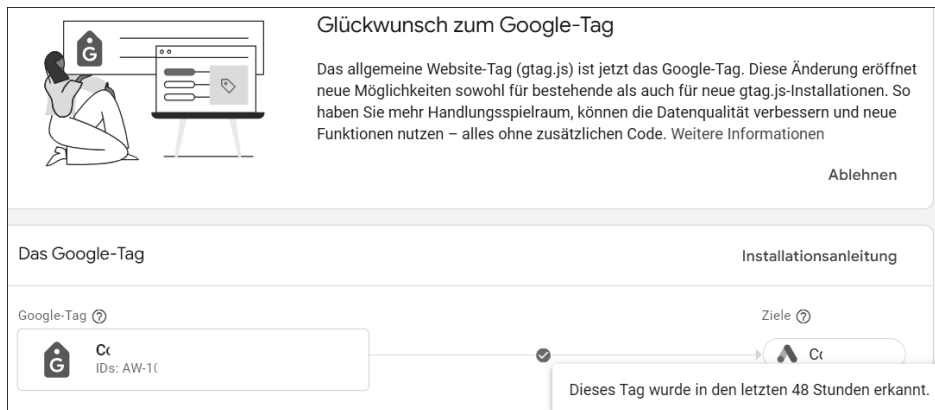 Glückwunsch zum Google-Tag
Das allgemeine Website-Tag (gtag.js) ist jetzt das Google-Tag. Diese Änderung eröffnet
neue Möglichkeiten sowohl für bestehende als auch für neue gtag.js-Installationen. So
haben Sie mehr Handlungsspielraum, können die Datenqualität verbessern und neue
Funktionen nutzen – alles ohne zusätzlichen Code. Weitere Informationen
Ablehnen
Das Google-Tag
Installationsanleitung
Google-Tag
Ziele
IDs: AW-1
Dieses Tag wurde in den letzten 48 Stunden erkannt.